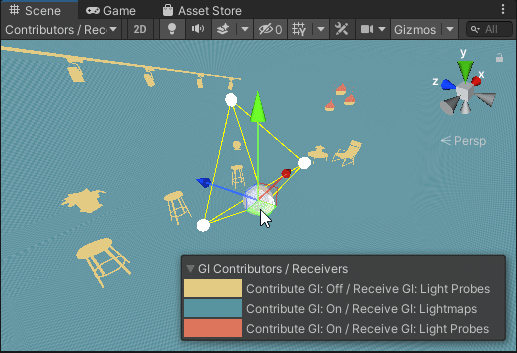 Scene Game Asset Store
Contributors / Rece 2D 0 Gizmos All
y
z x
Persp
GI Contributors / Receivers
Contribute GI: Off / Receive GI: Light Probes
Contribute GI: On / Receive GI: Lightmaps
Contribute GI: On / Receive GI: Light Probes